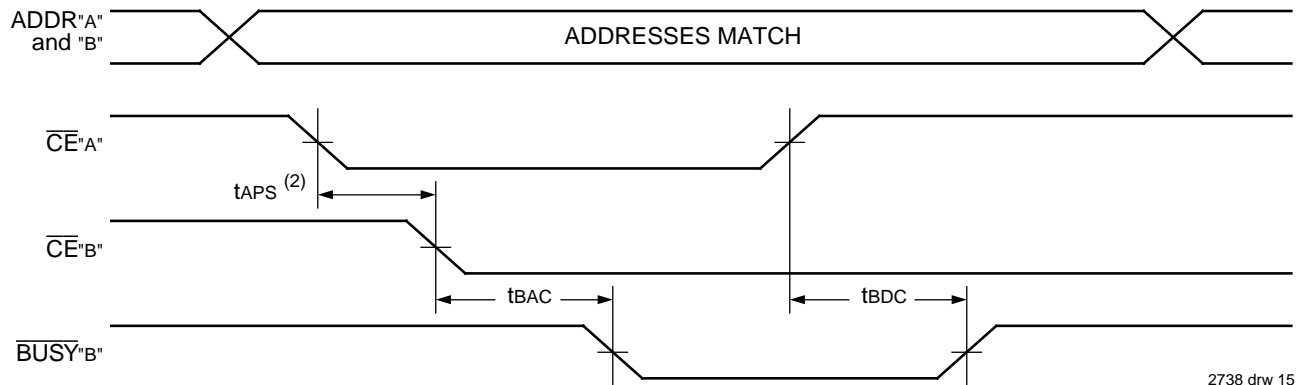 ADDR"A"
and "B"
ADDRESSES MATCH
CE"A"
tAPS (2)
CE"B"
tBAC
tBDC
BUSY"B"
2738 drw 15